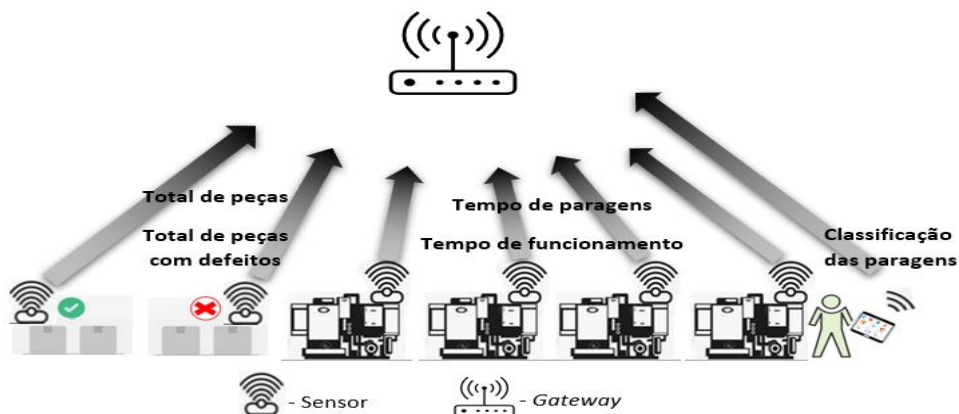 Total de peças
Total de peças
com defeitos
Tempo de paragens
Tempo de funcionamento
Classificação
das paragens
- Sensor
- Gateway